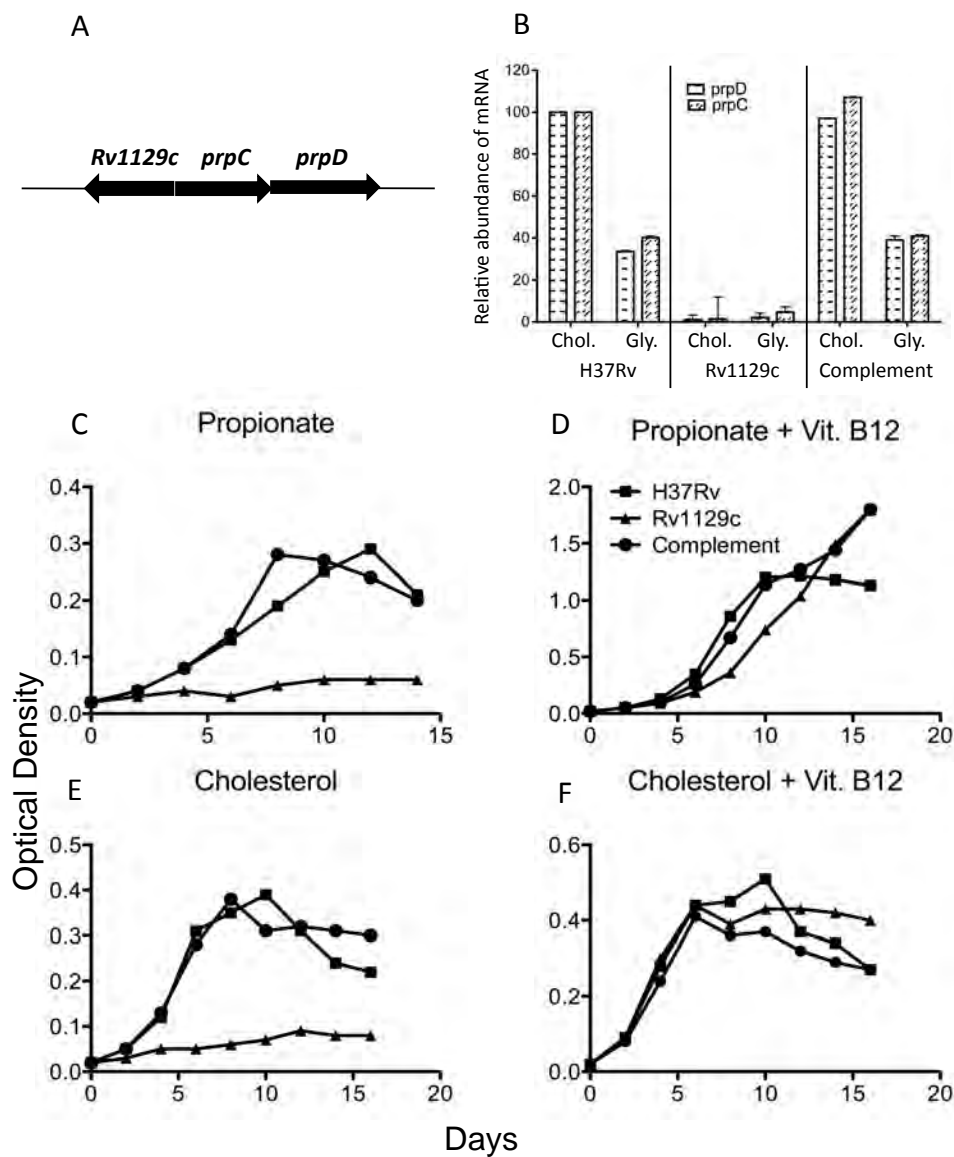 A
Rv1129c prpC prpD
B
Relative abundance of mRNA
120
100
80
60
40
20
0
prpD
prpC
Chol. Gly. Chol. Gly. Chol. Gly.
H37Rv Rv1129c Complement
C Propionate
0.4
0.3
0.2
0.1
0.0
0 5 10 15
D Propionate + Vit. B12
2.0
1.5
1.0
0.5
0.0
H37Rv
Rv1129c
Complement
0 5 10 15 20
Optical Density
E Cholesterol
0.5
0.4
0.3
0.2
0.1
0.0
0 5 10 15 20
F Cholesterol + Vit. B12
0.6
0.4
0.2
0.0
0 5 10 15 20
Days